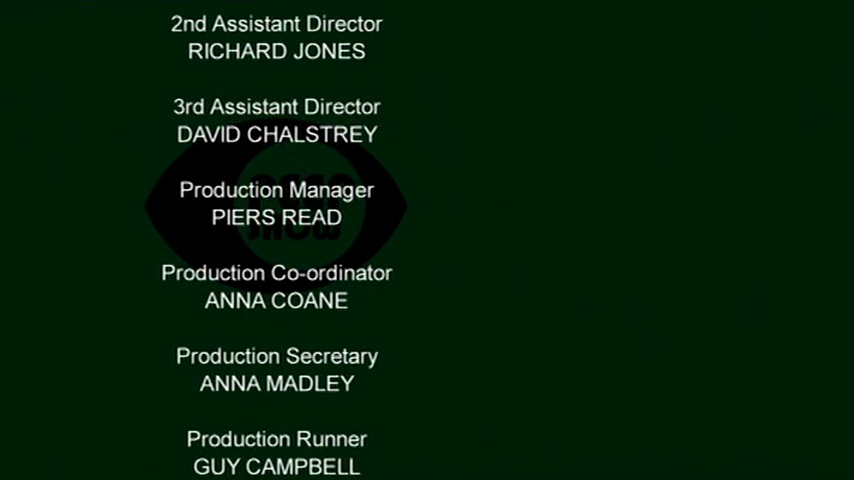 2nd Assistant Director
RICHARD JONES
3rd Assistant Director
DAVID CHALSTREY
Production Manager
PIERS READ
SHOW
Production Co-ordinator
ANNA COANE
Production Secretary
ANNA MADLEY
Production Runner
GUY CAMPBELL